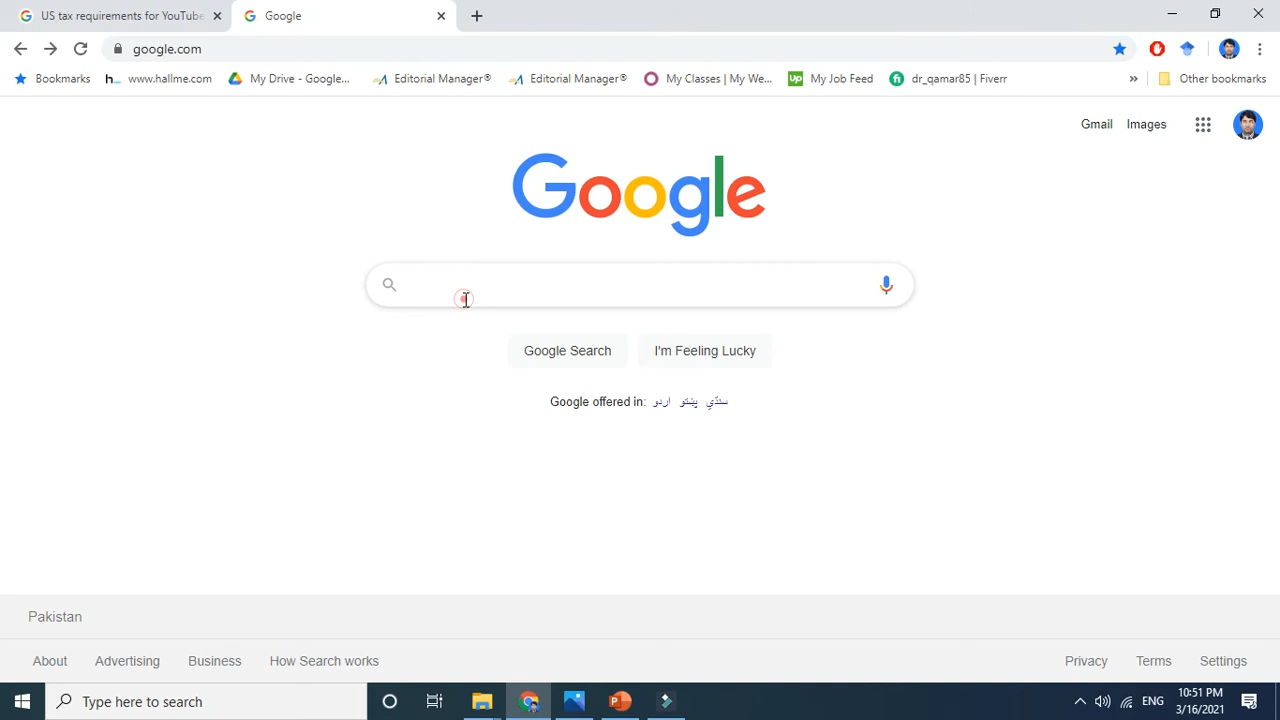 US tax requirements for YouTube
Google
google.com
Bookmarks
www.hallme.com
My Drive - Google...
Editorial Manager®
Editorial Manager®
My Classes | My We...
My Job Feed
dr_qamar85 | Fiverr
»
Other bookmarks
Gmail
Images
Google
Google Search
I'm Feeling Lucky
Google offered in: اردو پښتو سنڌي
Pakistan
About
Advertising
Business
How Search works
Privacy
Terms
Settings
Type here to search
ENG
10:51 PM
3/16/2021